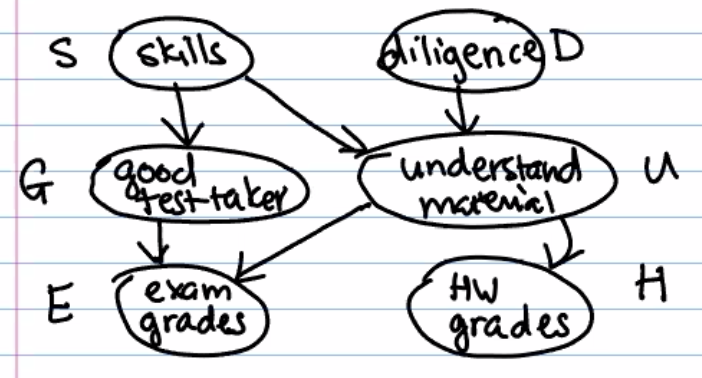 S skills diligence D
G good test-taker understand material U
E exam grades HW grades H